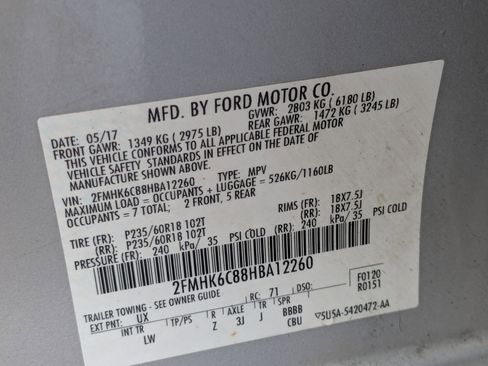 MFD. BY FORD MOTOR CO.
DATE: 05/17
GVWR: 2803 KG ( 6180 LB)
FRONT GAWR: 1349 KG ( 2975 LB)
REAR GAWR: 1472 KG ( 3245 LB)
THIS VEHICLE CONFORMS TO ALL APPLICABLE FEDERAL MOTOR
VEHICLE SAFETY STANDARDS IN EFFECT ON THE DATE OF
MANUFACTURE SHOWN ABOVE.
VIN: 2FMHK6C88HBA12260 TYPE: MPV
MAXIMUM LOAD = OCCUPANTS + LUGGAGE = 526KG/1160LB
OCCUPANTS = 7 TOTAL; 2 FRONT, 5 REAR
TIRE (FR): P235/60R18 102T RIMS (FR): 18X7.5J
(RR): P235/60R18 102T (RR): 18X7.5J
PRESSURE (FR): 240 kPa/ 35 PSI COLD (RR): 240 kPa/ 35 PSI COLD
2FMHK6C88HBA12260
TRAILER TOWING - SEE OWNER GUIDE
EXT PNT: UX RC: 71 DSO:
F0120
R0151
INT TR TP/PS R AXLE TR SPR
LW Z 3J J BBBB
CBU 5U5A-5420472-AA